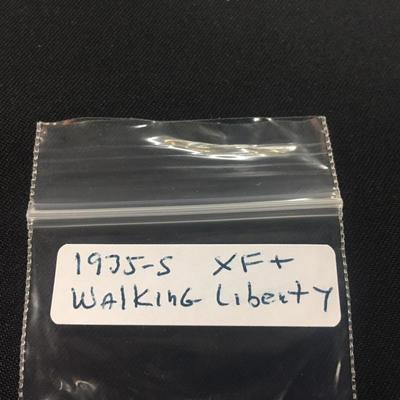 1935-S XF+
WALKING LibertY